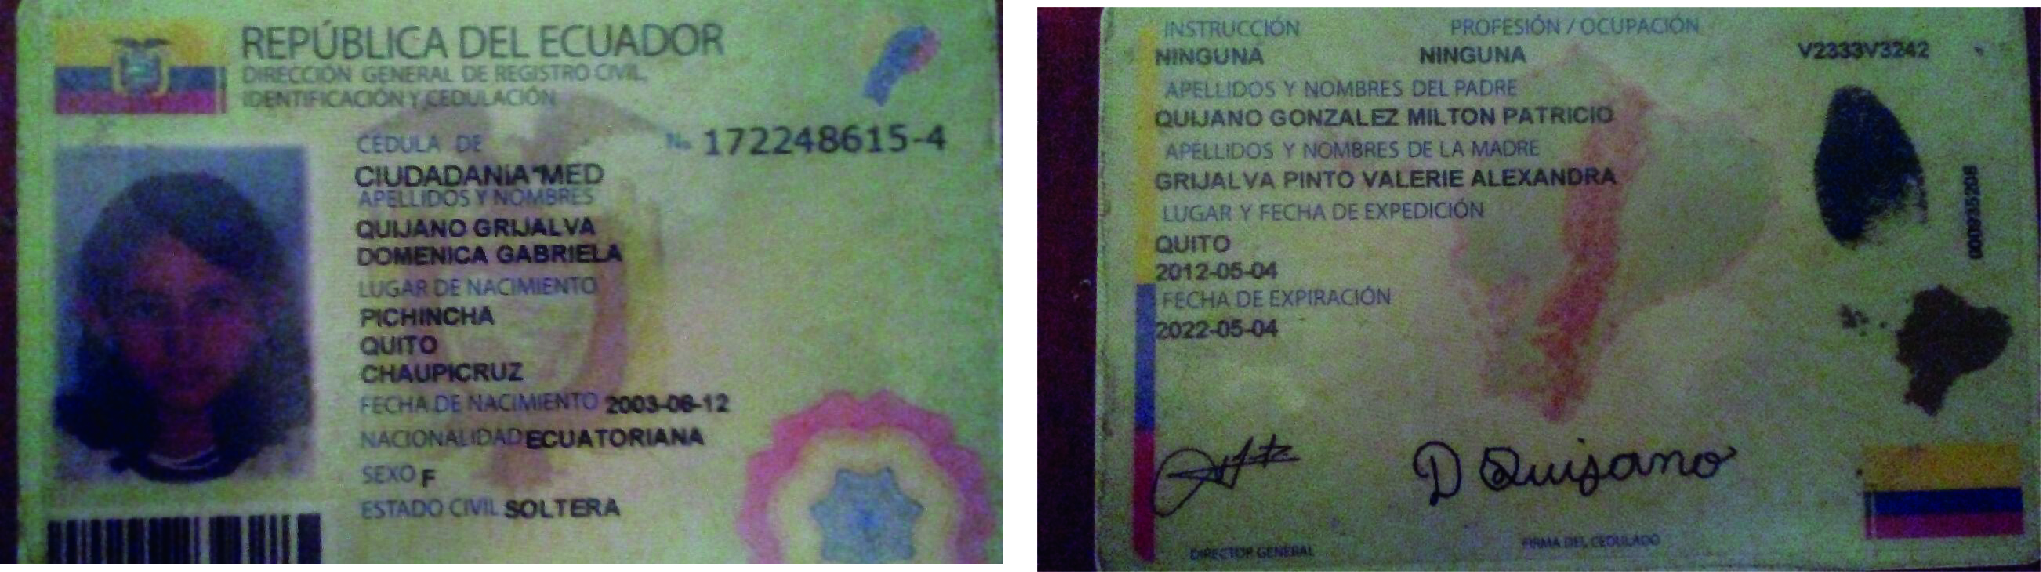 REPÚBLICA DEL ECUADOR
DIRECCIÓN GENERAL DE REGISTRO CIVIL,
IDENTIFICACIÓN Y CEDULACIÓN
CÉDULA DE No. 172248615-4
CIUDADANIA*MED
APELLIDOS Y NOMBRES
QUIJANO GRIJALVA
DOMENICA GABRIELA
LUGAR DE NACIMIENTO
PICHINCHA
QUITO
CHAUPICRUZ
FECHA DE NACIMIENTO 2003-06-12
NACIONALIDAD ECUATORIANA
SEXO F
ESTADO CIVIL SOLTERA
INSTRUCCIÓN PROFESIÓN / OCUPACIÓN
NINGUNA NINGUNA V2333V3242
APELLIDOS Y NOMBRES DEL PADRE
QUIJANO GONZALEZ MILTON PATRICIO
APELLIDOS Y NOMBRES DE LA MADRE
GRIJALVA PINTO VALERIE ALEXANDRA
LUGAR Y FECHA DE EXPEDICIÓN
QUITO
2012-05-04
FECHA DE EXPIRACIÓN
2022-05-04
D Quijano
DIRECTOR GENERAL FIRMA DEL CEDULADO